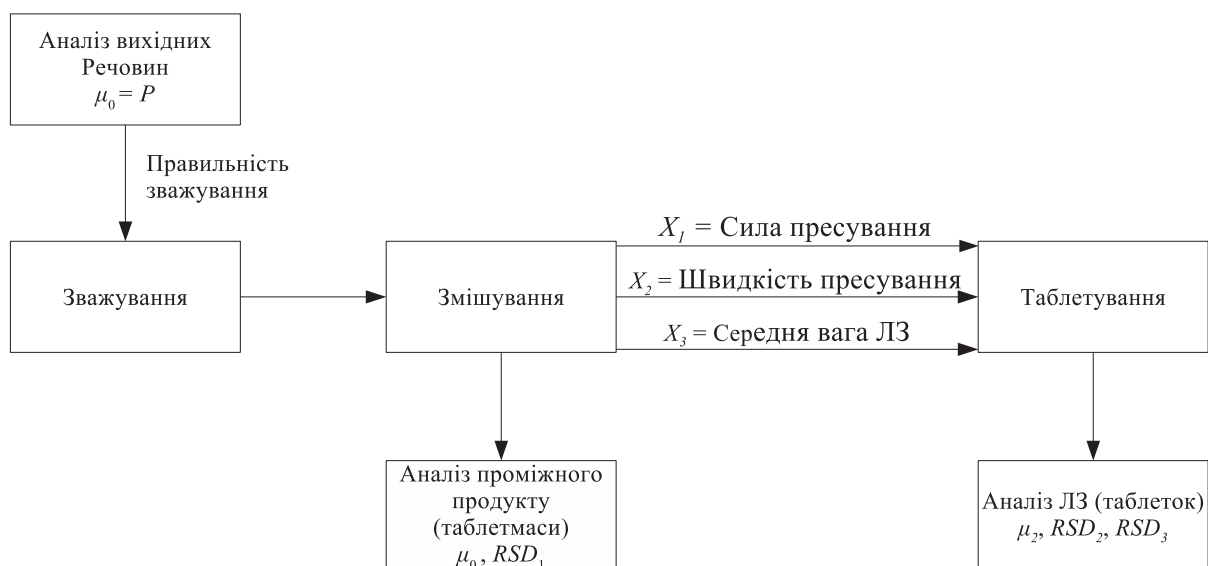 Аналіз вихідних
Речовин
μ₀ = P
Правильність
зважування
Зважування
Змішування
X₁ = Сила пресування
X₂ = Швидкість пресування
X₃ = Середня вага ЛЗ
Таблетування
Аналіз проміжного
продукту
(таблетмаси)
μ₀, RSD₁
Аналіз ЛЗ (таблеток)
μ₂, RSD₂, RSD₃